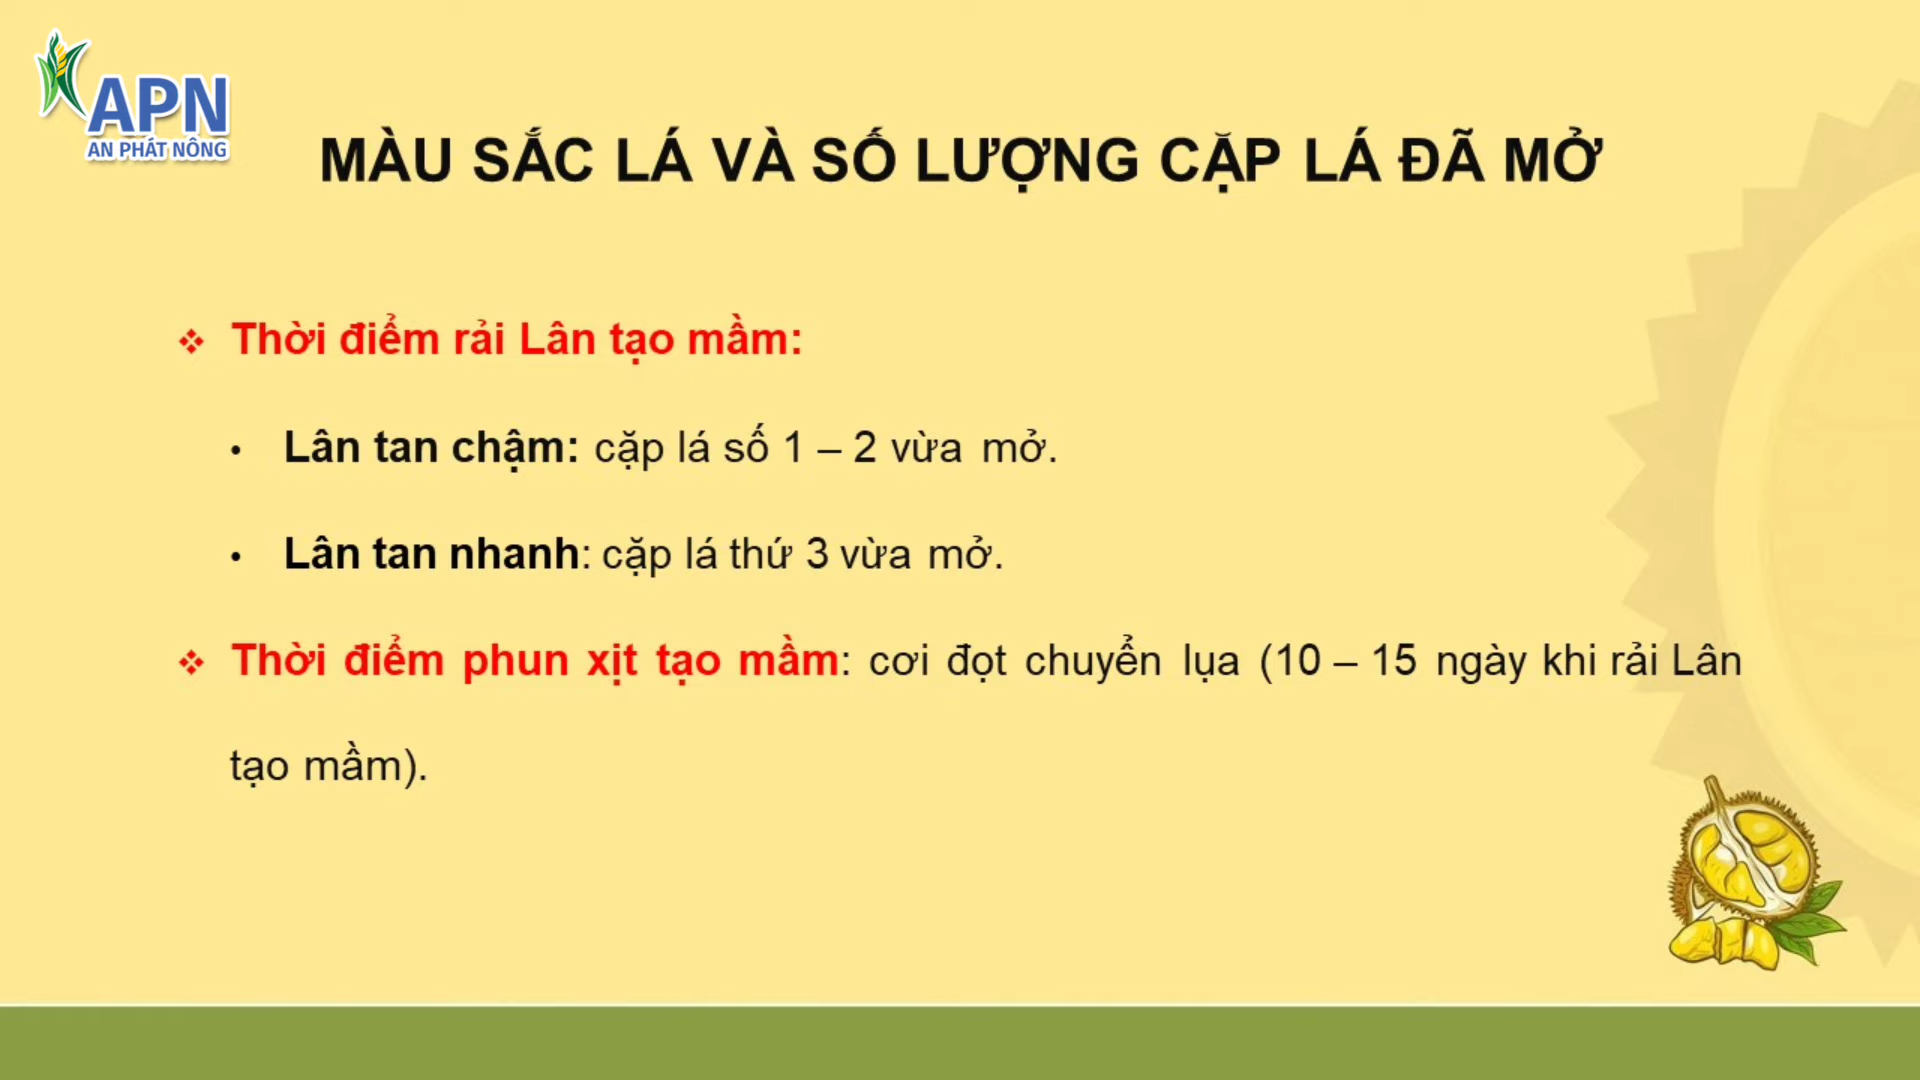 APN
AN PHÁT NÔNG
MÀU SẮC LÁ VÀ SỐ LƯỢNG CẶP LÁ ĐÃ MỞ
❖ Thời điểm rải Lân tạo mầm:
• Lân tan chậm: cặp lá số 1 – 2 vừa mở.
• Lân tan nhanh: cặp lá thứ 3 vừa mở.
❖ Thời điểm phun xịt tạo mầm: cơi đọt chuyển lụa (10 – 15 ngày khi rải Lân
tạo mầm).